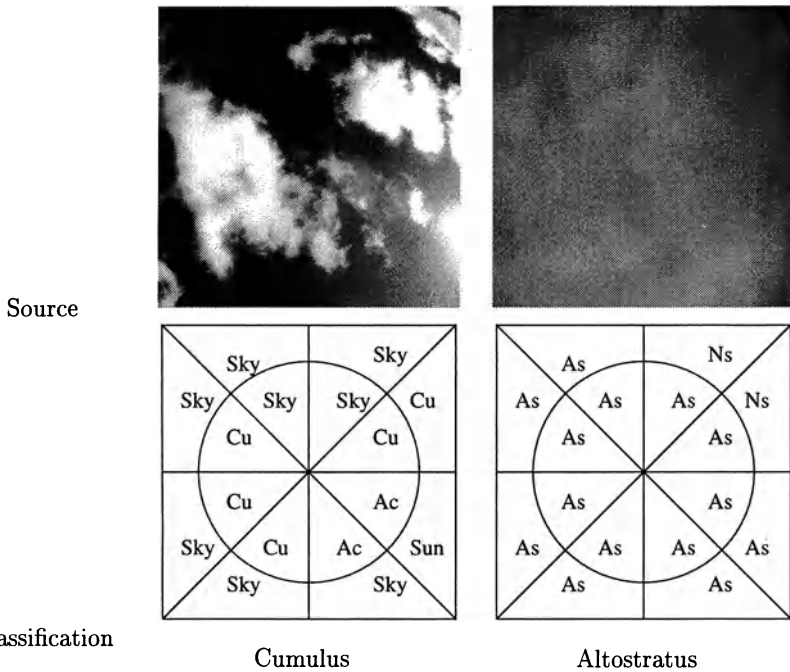 Source
Sky Sky Ns
As
Sky Sky Sky Cu As As As Ns
Cu Cu As As
Cu Ac As As
Sky Cu Ac Sun As As As As
Sky Sky As As
assification
Cumulus Altostratus